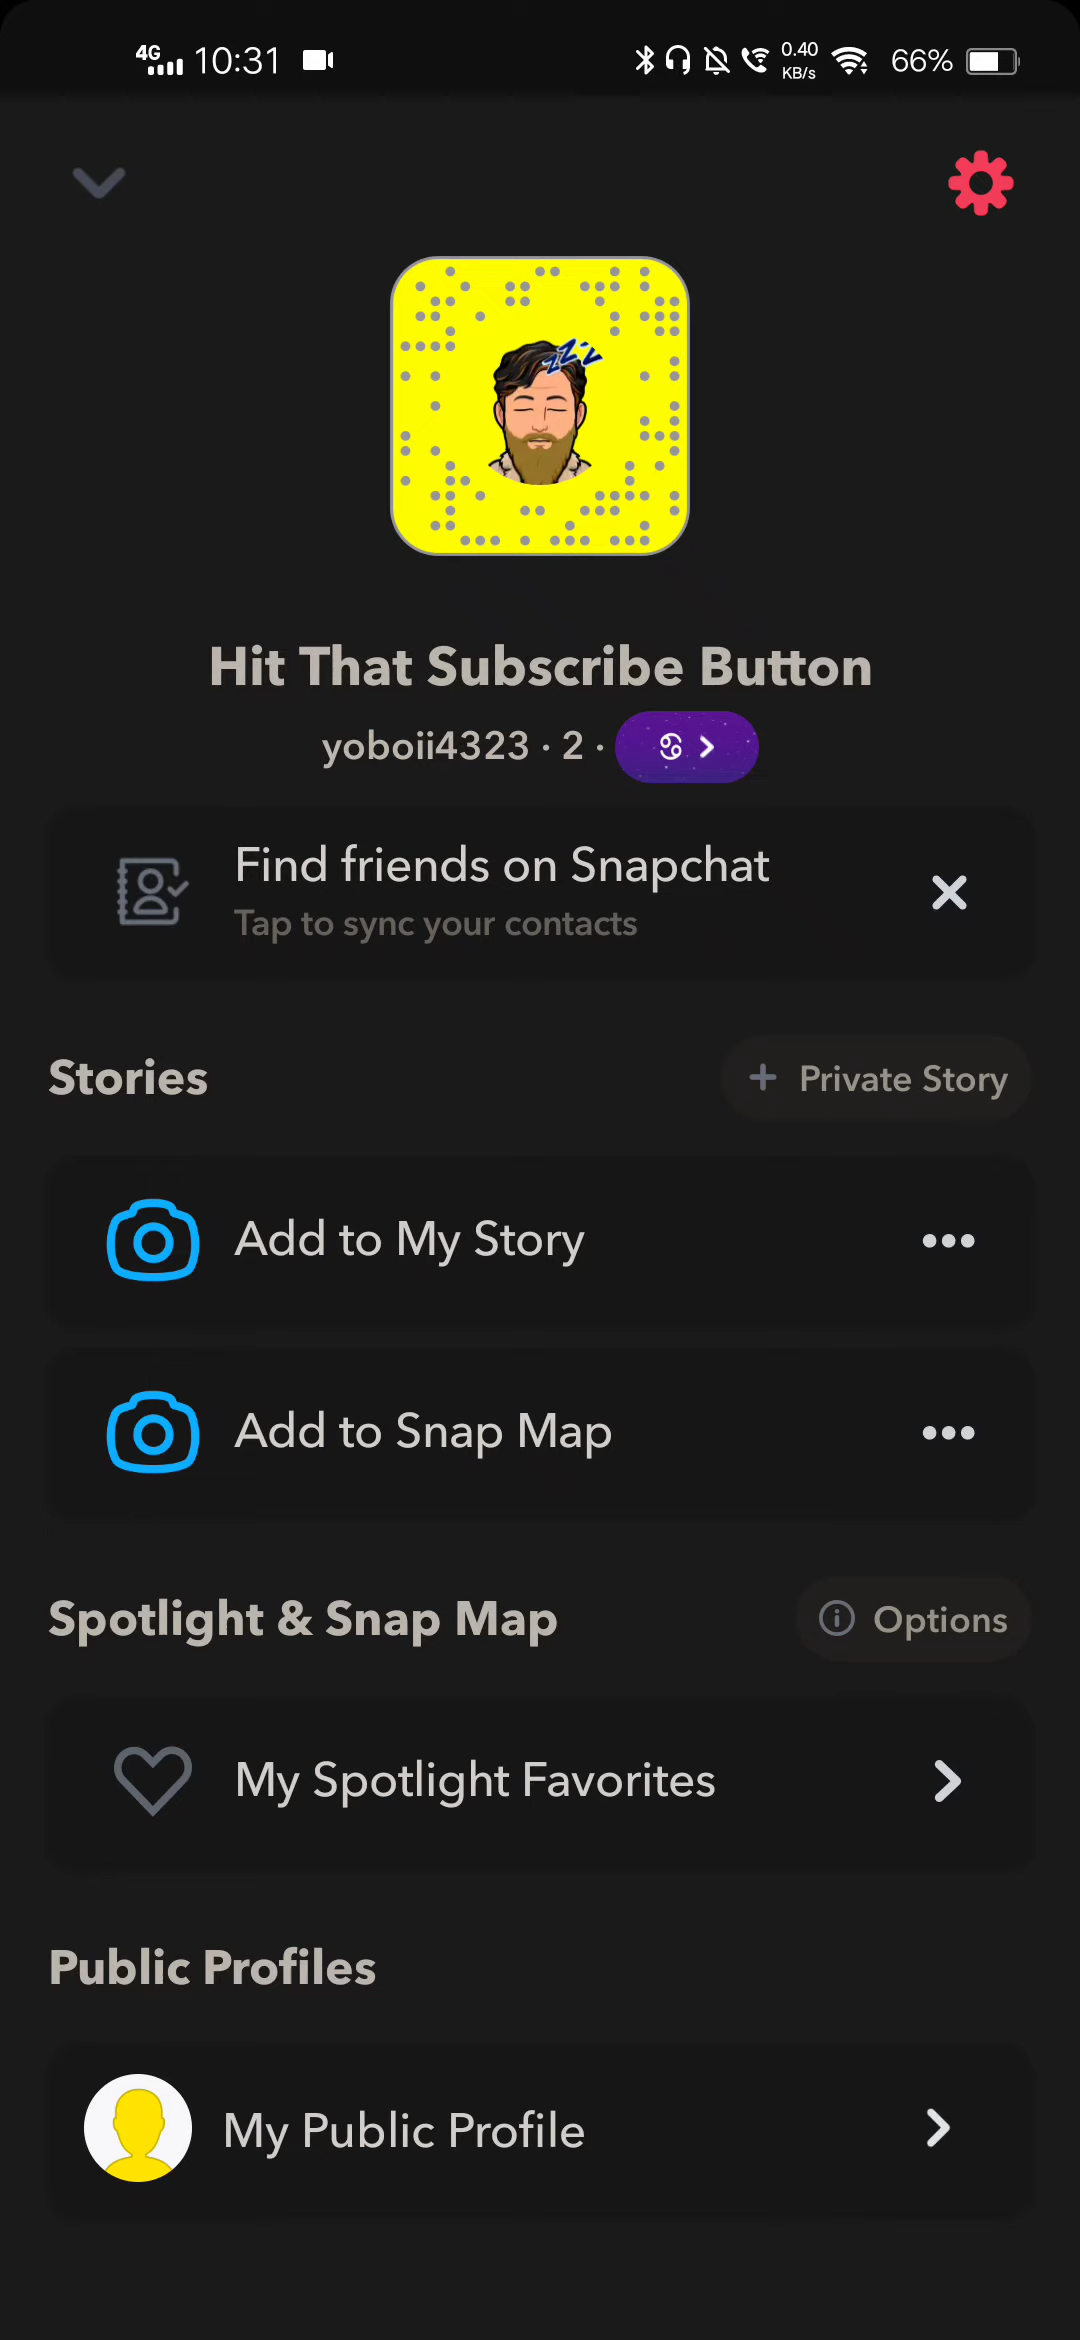 4G 10:31 0.40 KB/s 66%
zzz
Hit That Subscribe Button
yoboii4323 · 2 · ♋
Find friends on Snapchat
Tap to sync your contacts
Stories
+ Private Story
Add to My Story
Add to Snap Map
Spotlight & Snap Map
Options
My Spotlight Favorites
Public Profiles
My Public Profile